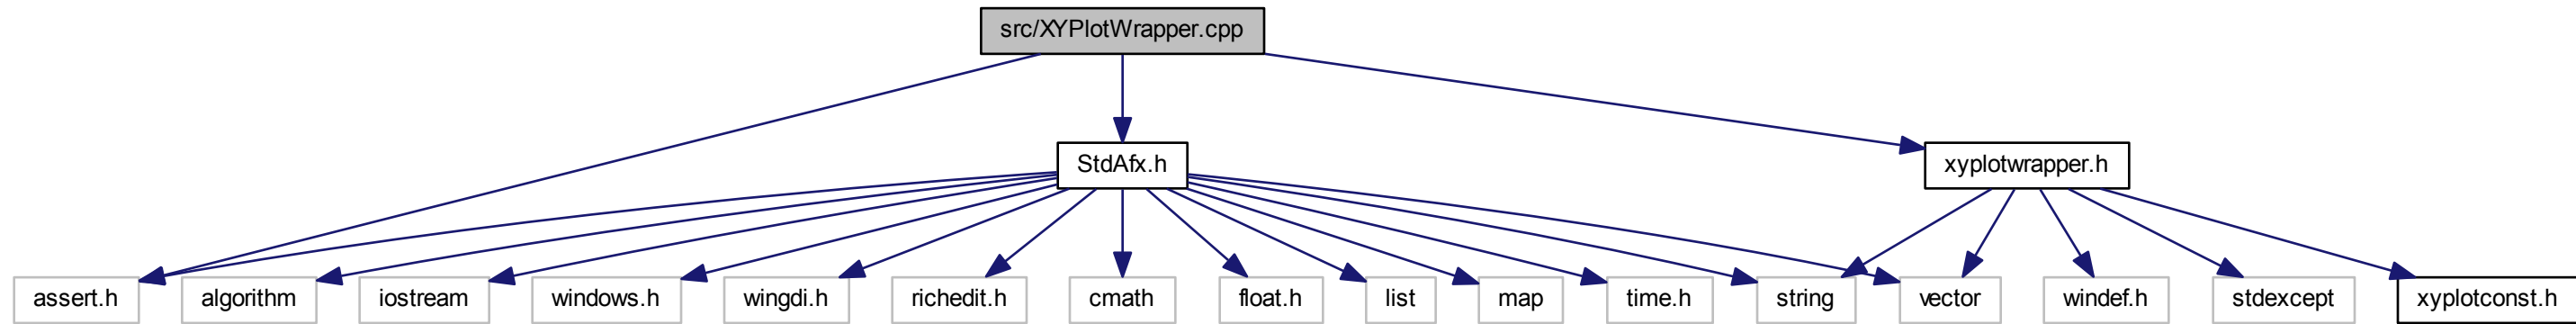 src/XYPlotWrapper.cpp
StdAfx.h
xyplotwrapper.h
assert.h
algorithm
iostream
windows.h
wingdi.h
richedit.h
cmath
float.h
list
map
time.h
string
vector
windef.h
stdexcept
xyplotconst.h